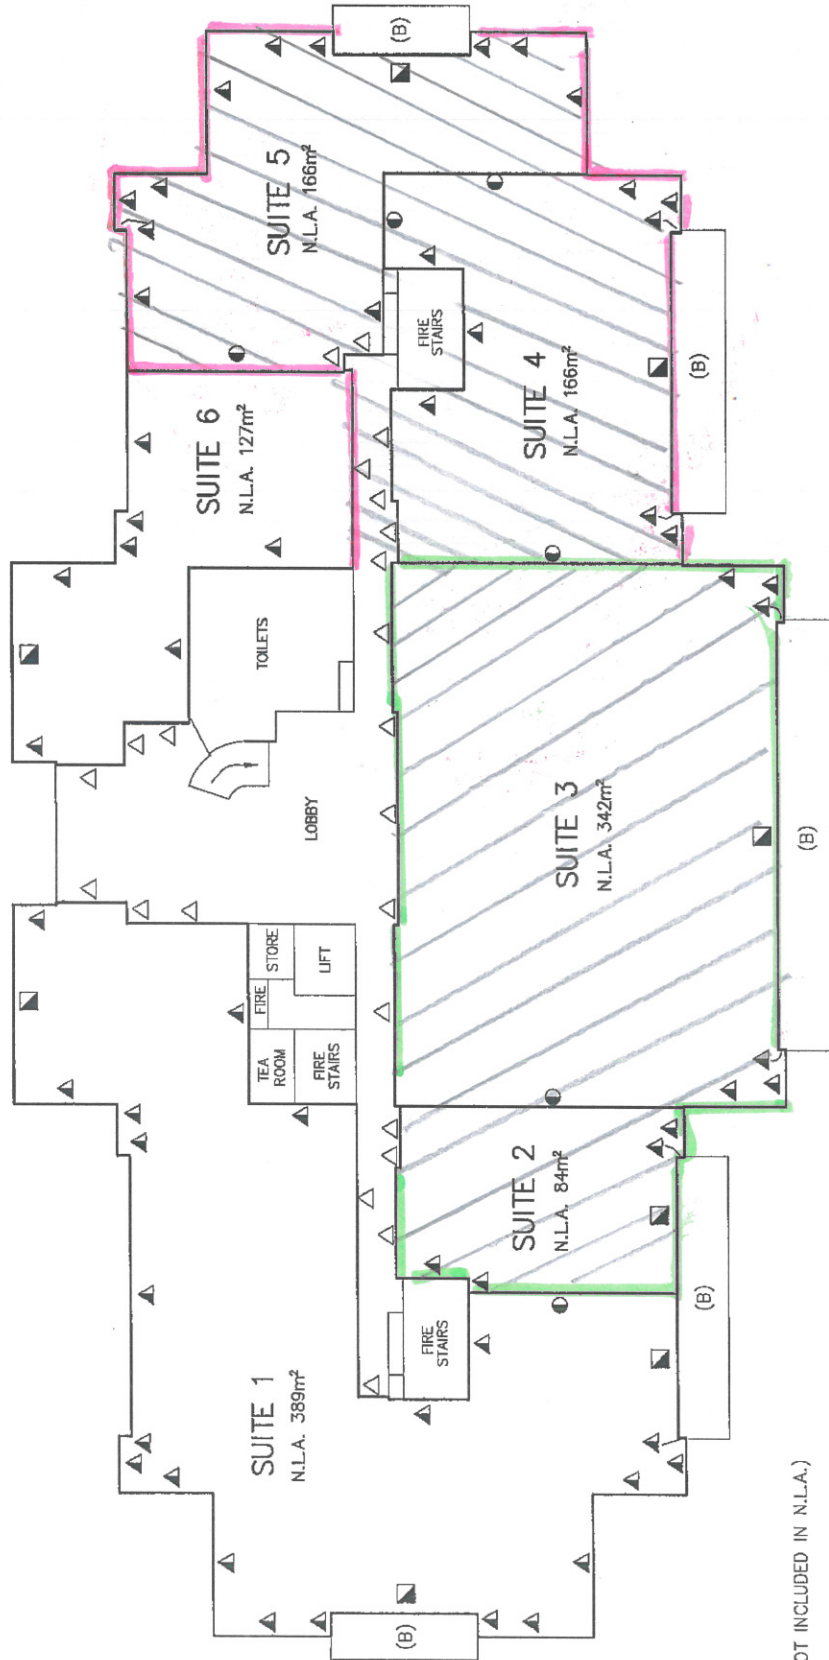 SUITE 1
N.L.A. 389m²
SUITE 2
N.L.A. 84m²
SUITE 3
N.L.A. 342m²
SUITE 4
N.L.A. 166m²
SUITE 5
N.L.A. 166m²
SUITE 6
N.L.A. 127m²
TOILETS
LOBBY
STORE
LIFT
FIRE
TEA
ROOM
FIRE
STAIRS
FIRE
STAIRS
FIRE
STAIRS
(B)
(B)
(B)
(B)
(B)
OT INCLUDED IN N.L.A.)